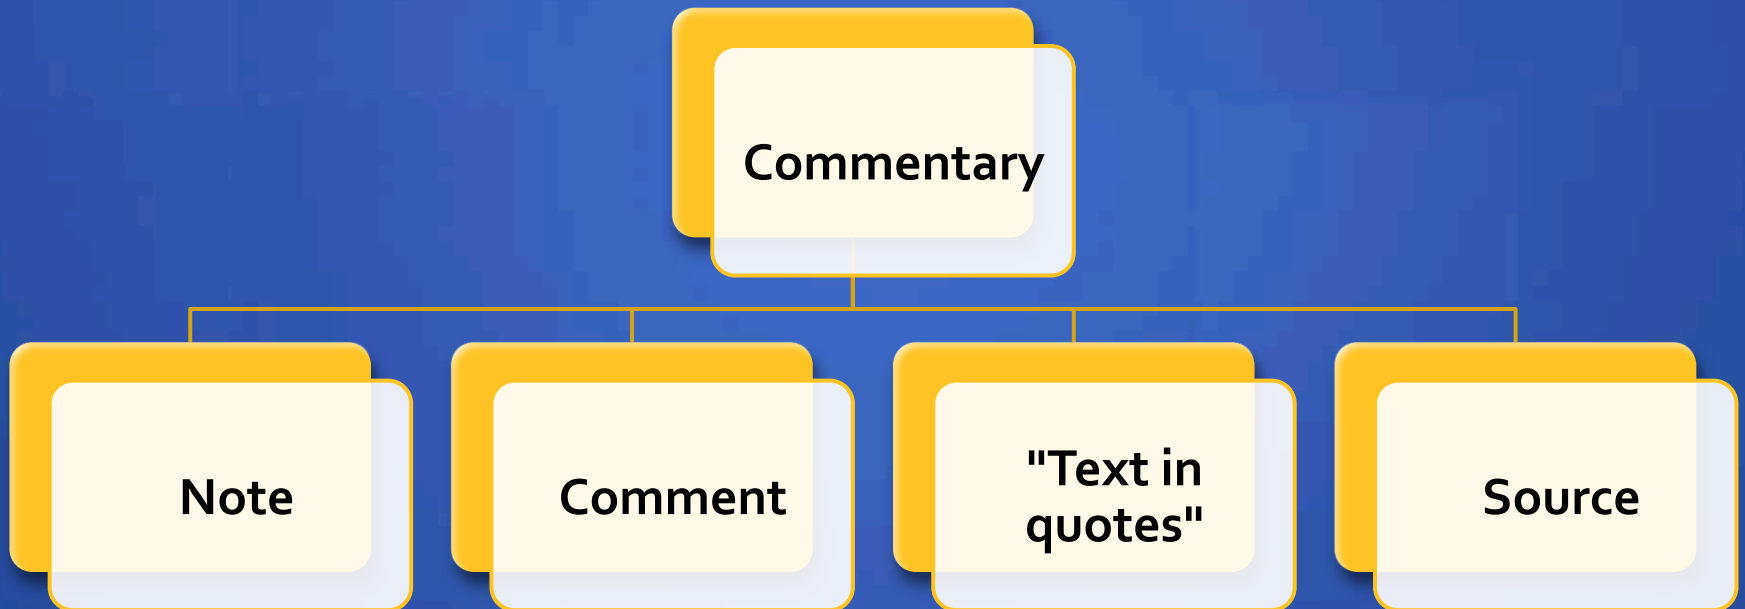 Commentary
Note
Comment
"Text in
quotes"
Source